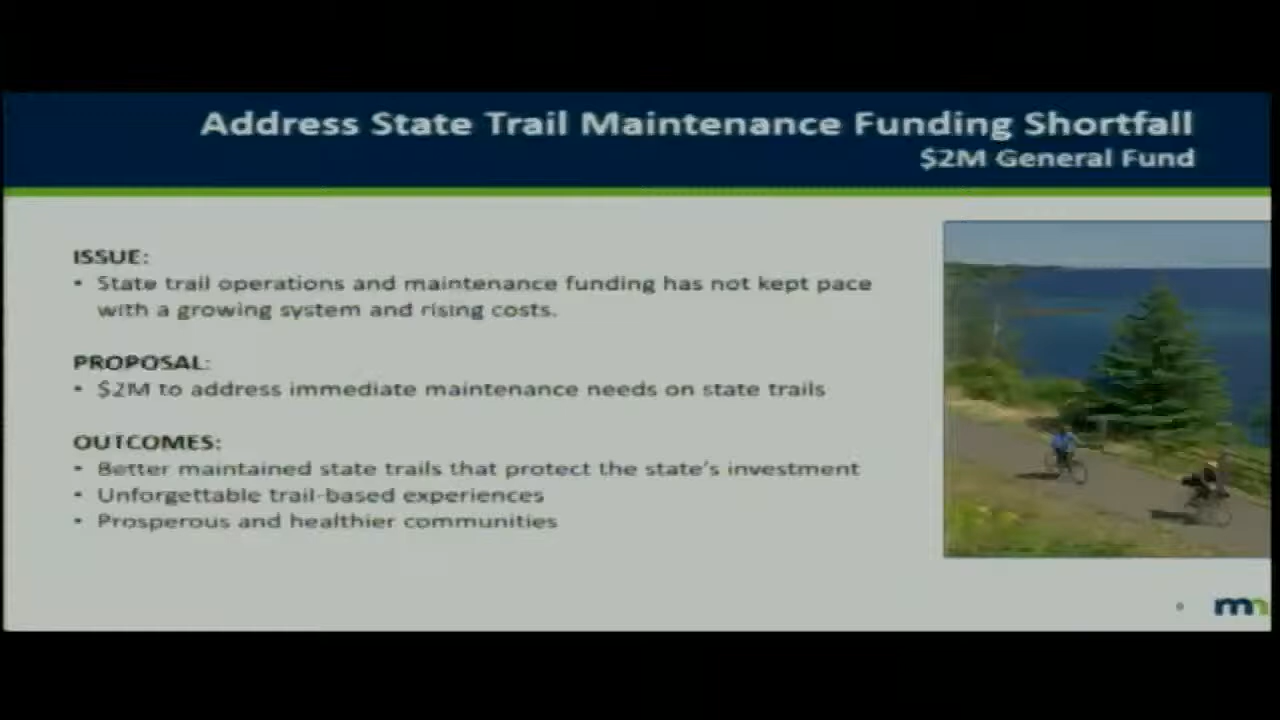 Address State Trail Maintenance Funding Shortfall
$2M General Fund
ISSUE:
• State trail operations and maintenance funding has not kept pace
with a growing system and rising costs.
PROPOSAL:
• $2M to address immediate maintenance needs on state trails
OUTCOMES:
• Better maintained state trails that protect the state's investment
• Unforgettable trail-based experiences
• Prosperous and healthier communities
mn